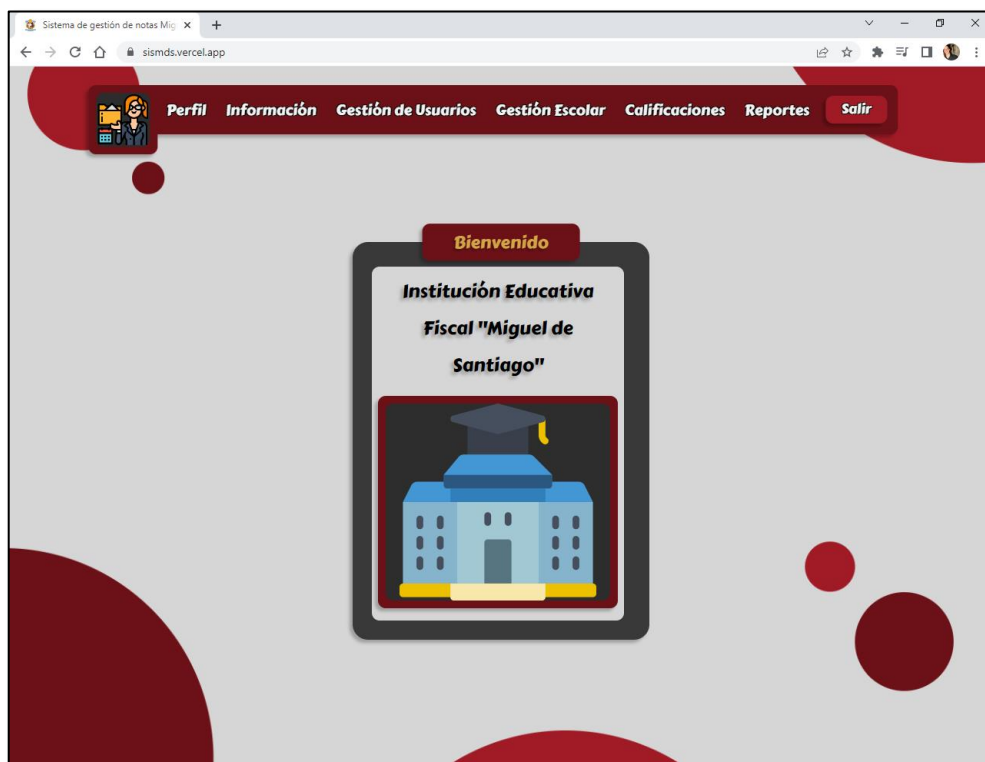 Sistema de gestión de notas Mig
sismds.vercel.app
Perfil Información Gestión de Usuarios Gestión Escolar Calificaciones Reportes Salir
Bienvenido
Institución Educativa
Fiscal "Miguel de
Santiago"